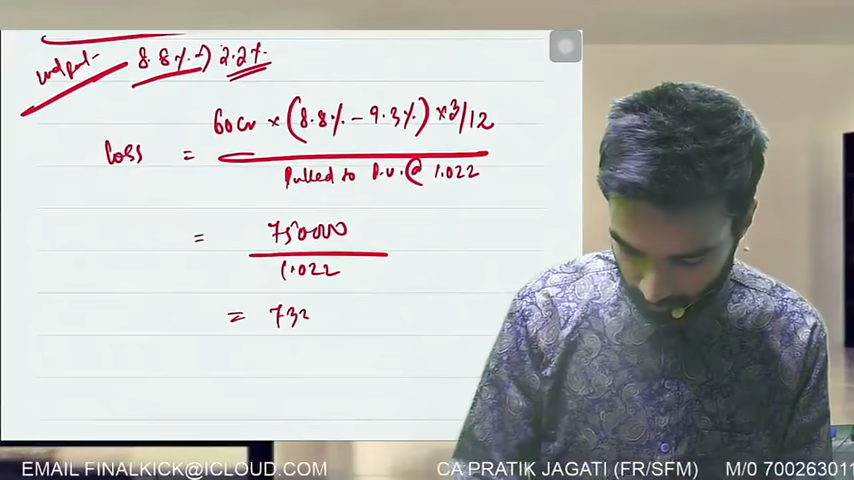 output- 8.8% → 2.2%
60cr × (8.8% - 9.3%) × 3/12
loss =
Pulled to P.V. @ 1.022
= 750000
1.022
= 732
EMAIL FINALKICK@ICLOUD.COM CA PRATIK JAGATI (FR/SFM) M/0 700263011